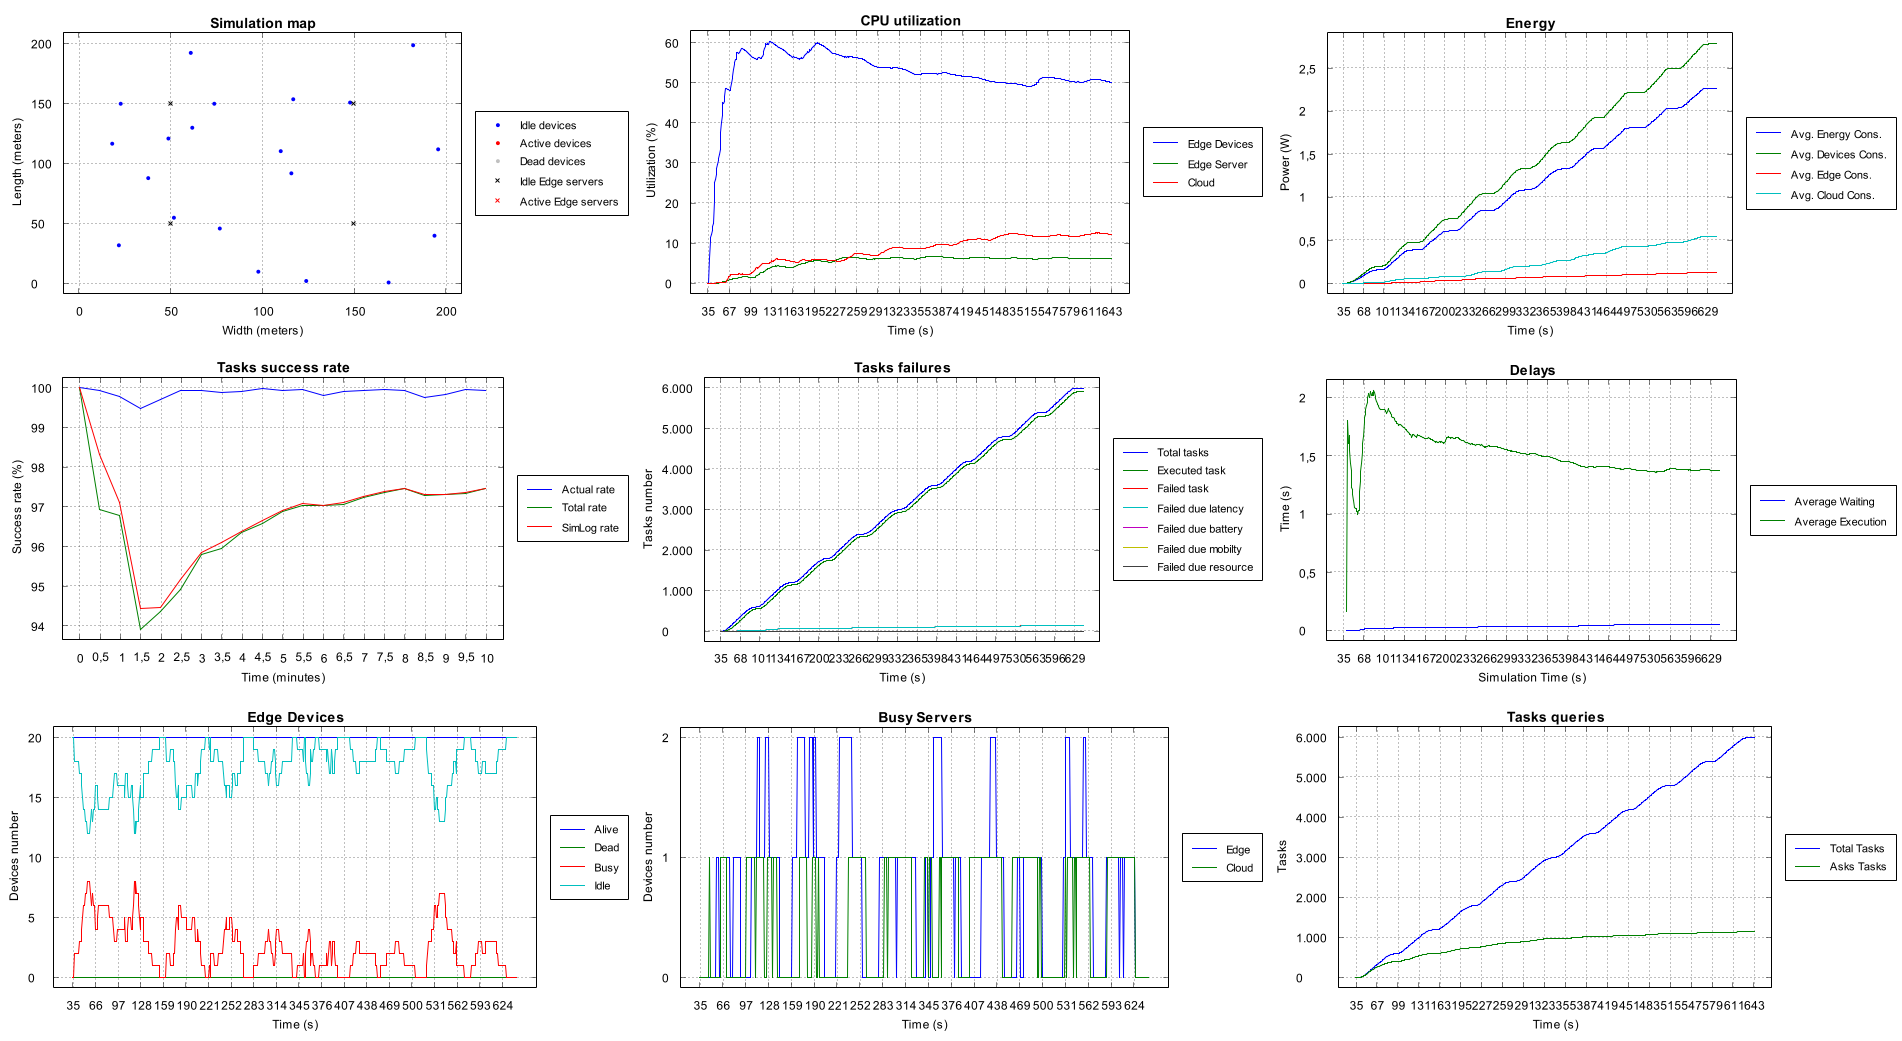 Simulation map
200
150
100
50
0
0 50 100 150 200
Length (meters)
Width (meters)
Idle devices
Active devices
Dead devices
Idle Edge servers
Active Edge servers
CPU utilization
60
50
40
30
20
10
0
Utilization (%)
Time (s)
Edge Devices
Edge Server
Cloud
Energy
2,5
2
1,5
1
0,5
0
Power (W)
Time (s)
Avg. Energy Cons.
Avg. Devices Cons.
Avg. Edge Cons.
Avg. Cloud Cons.
Tasks success rate
100
99
98
97
96
95
94
0 0,5 1 1,5 2 2,5 3 3,5 4 4,5 5 5,5 6 6,5 7 7,5 8 8,5 9 9,5 10
Success rate (%)
Time (minutes)
Actual rate
Total rate
SimLog rate
Tasks failures
6.000
5.000
4.000
3.000
2.000
1.000
0
Tasks number
Time (s)
Total tasks
Executed task
Failed task
Failed due latency
Failed due battery
Failed due mobilty
Failed due resource
Delays
2
1,5
1
0,5
0
Time (s)
Simulation Time (s)
Average Waiting
Average Execution
Edge Devices
20
15
10
5
0
35 66 97 128 159 190 221 252 283 314 345 376 407 438 469 500 531 562 593 624
Devices number
Time (s)
Alive
Dead
Busy
Idle
Busy Servers
2
1
0
35 66 97 128 159 190 221 252 283 314 345 376 407 438 469 500 531 562 593 624
Devices number
Time (s)
Edge
Cloud
Tasks queries
6.000
5.000
4.000
3.000
2.000
1.000
0
Tasks
Time (s)
Total Tasks
Asks Tasks